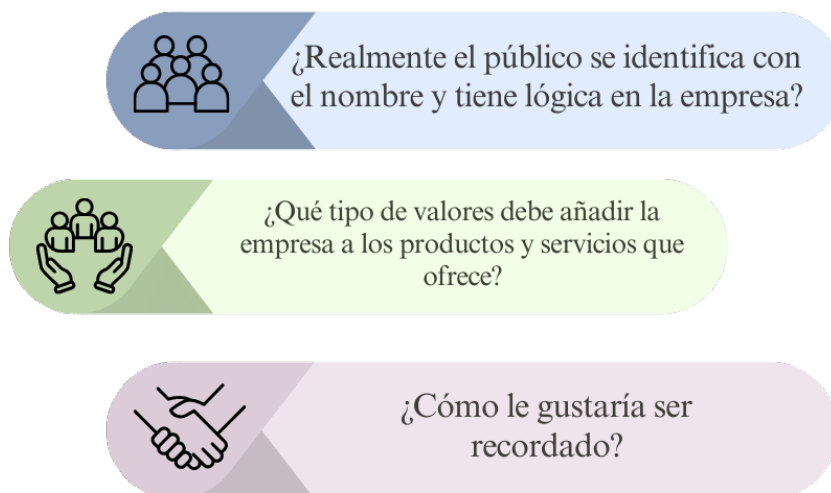 ¿Realmente el público se identifica con
el nombre y tiene lógica en la empresa?
¿Qué tipo de valores debe añadir la
empresa a los productos y servicios que
ofrece?
¿Cómo le gustaría ser
recordado?